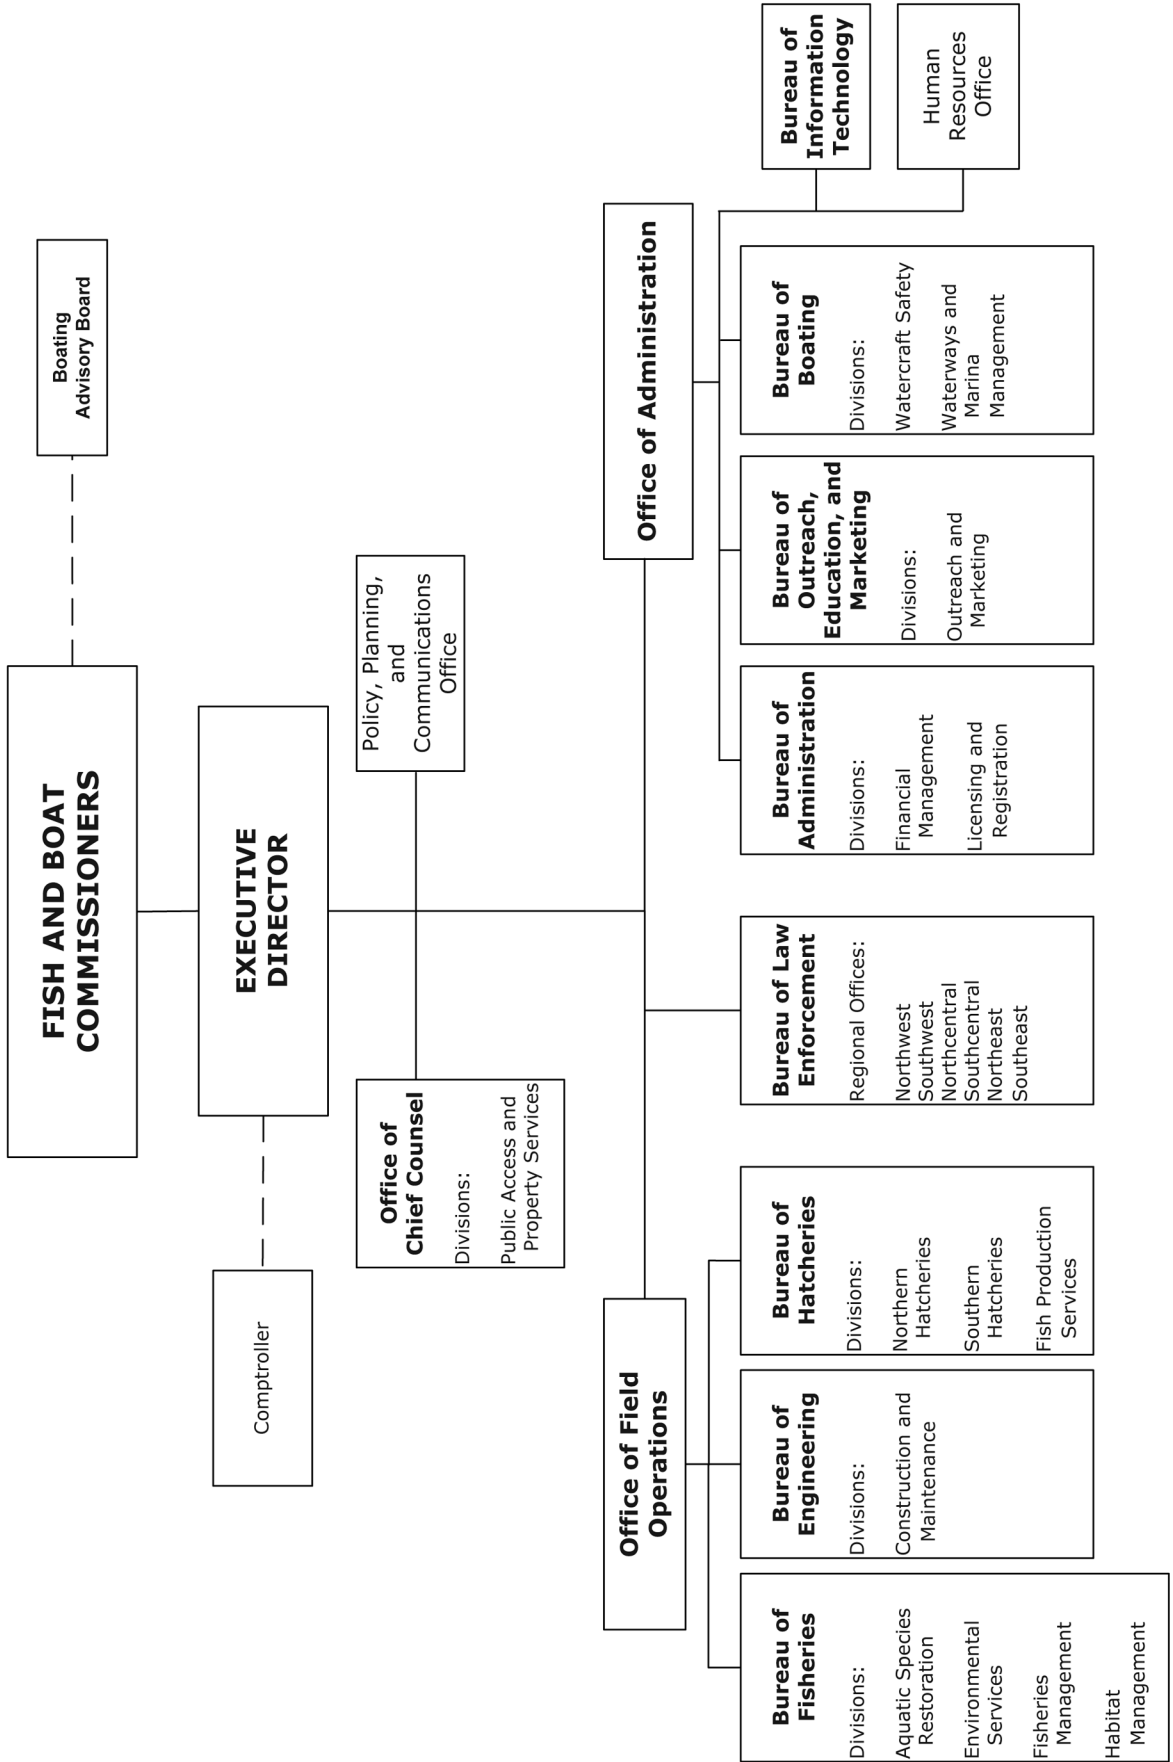 FISH AND BOAT
COMMISSIONERS
Boating
Advisory Board
EXECUTIVE
DIRECTOR
Comptroller
Office of
Chief Counsel
Divisions:
Public Access and
Property Services
Policy, Planning,
and
Communications
Office
Office of Field
Operations
Office of Administration
Bureau of
Fisheries
Divisions:
Aquatic Species
Restoration
Environmental
Services
Fisheries
Management
Habitat
Management
Bureau of
Engineering
Divisions:
Construction and
Maintenance
Bureau of
Hatcheries
Divisions:
Northern
Hatcheries
Southern
Hatcheries
Fish Production
Services
Bureau of Law
Enforcement
Regional Offices:
Northwest
Southwest
Northcentral
Southcentral
Northeast
Southeast
Bureau of
Administration
Divisions:
Financial
Management
Licensing and
Registration
Bureau of
Outreach,
Education, and
Marketing
Divisions:
Outreach and
Marketing
Bureau of
Boating
Divisions:
Watercraft Safety
Waterways and
Marina
Management
Bureau of
Information
Technology
Human
Resources
Office